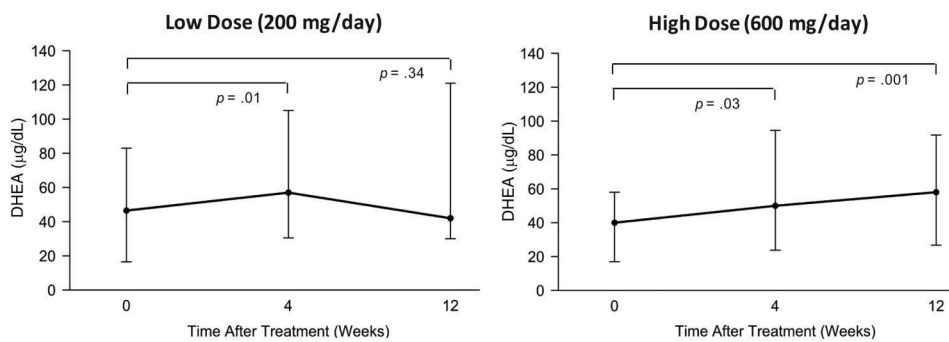 Low Dose (200 mg/day)
140
120
100
80
60
40
20
0
DHEA (μg/dL)
p = .34
p = .01
0 4 12
Time After Treatment (Weeks)
High Dose (600 mg/day)
140
120
100
80
60
40
20
0
DHEA (μg/dL)
p = .001
p = .03
0 4 12
Time After Treatment (Weeks)